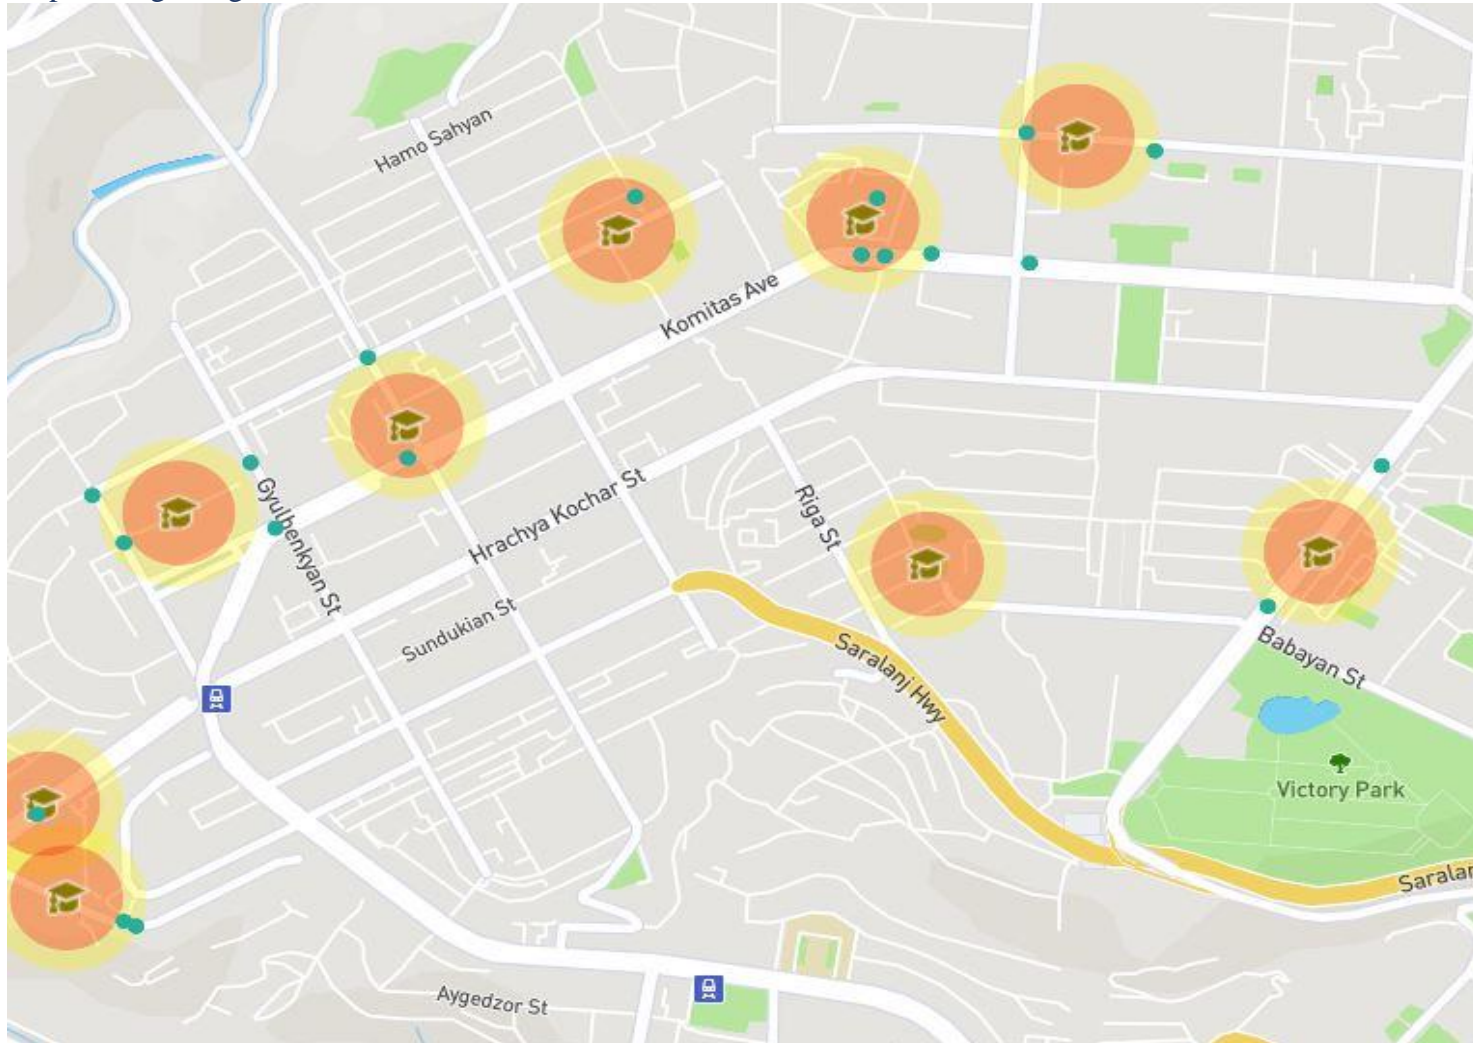 Hamo Sahyan
Komitas Ave
Gyulbenkyan St
Hrachya Kochar St
Riga St
Sundukian St
Saralanj Hwy
Babayan St
Victory Park
Saralan
Aygedzor St